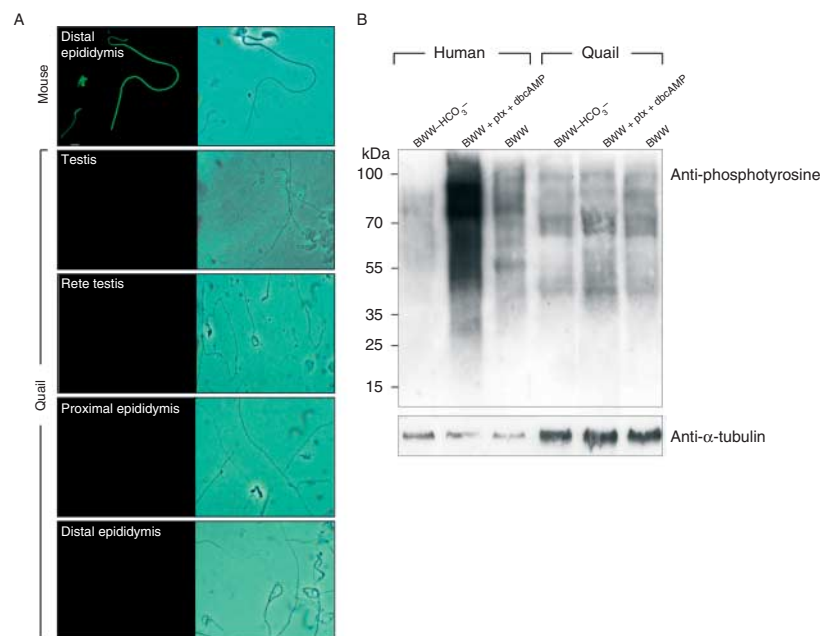 A
Mouse
Distal
epididymis
Quail
Testis
Rete testis
Proximal epididymis
Distal epididymis
B
Human
Quail
BWW–HCO₃⁻
BWW + ptx + dbcAMP
BWW
BWW–HCO₃⁻
BWW + ptx + dbcAMP
BWW
kDa
100
70
55
35
25
15
Anti-phosphotyrosine
Anti-α-tubulin